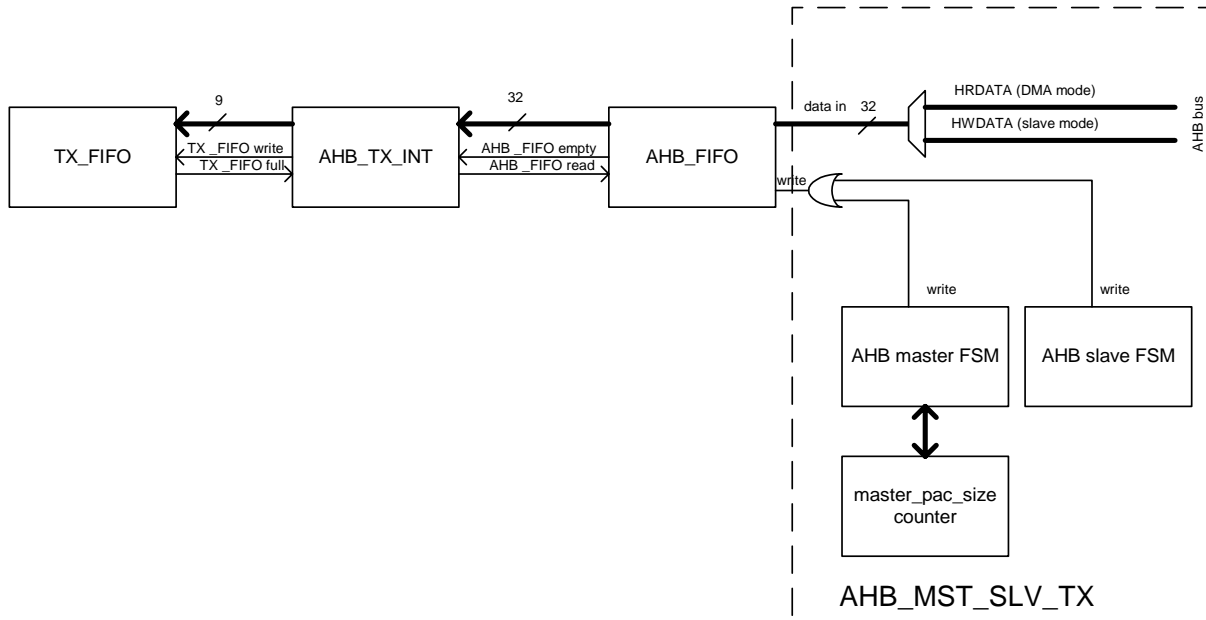 9
32
data in 32
HRDATA (DMA mode)
HWDATA (slave mode)
AHB bus
TX_FIFO
TX _FIFO write
TX _FIFO full
AHB_TX_INT
AHB _FIFO empty
AHB _FIFO read
AHB_FIFO
write
write
write
AHB master FSM
AHB slave FSM
master_pac_size
counter
AHB_MST_SLV_TX